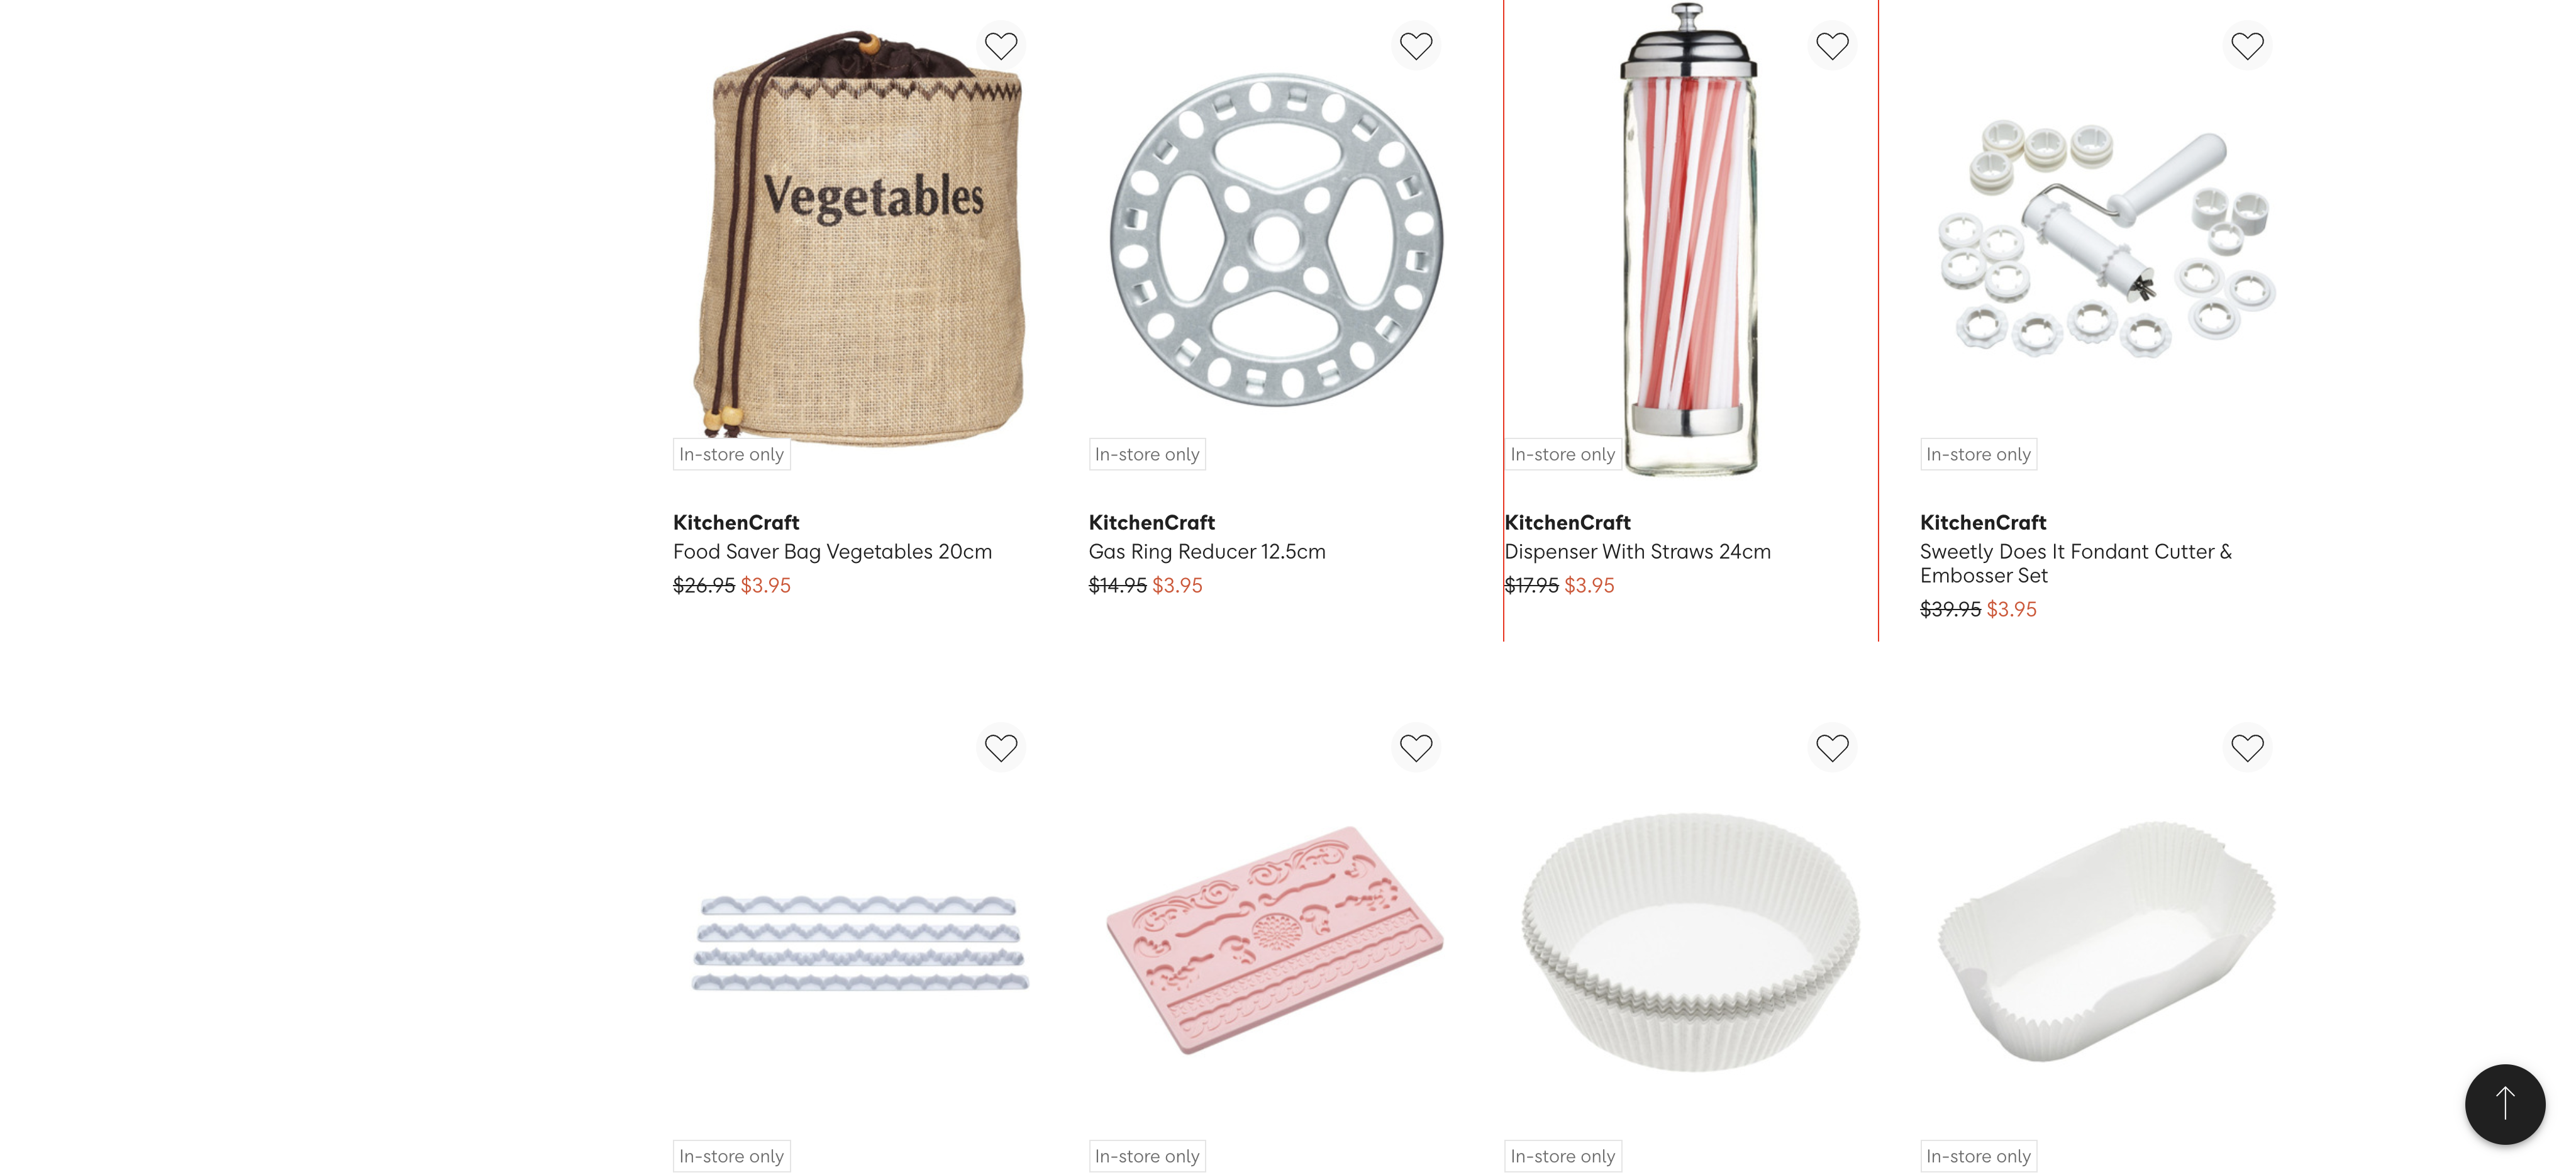 Vegetables
In-store only
In-store only
In-store only
In-store only
KitchenCraft
Food Saver Bag Vegetables 20cm
$26.95 $3.95
KitchenCraft
Gas Ring Reducer 12.5cm
$14.95 $3.95
KitchenCraft
Dispenser With Straws 24cm
$17.95 $3.95
KitchenCraft
Sweetly Does It Fondant Cutter &
Embosser Set
$39.95 $3.95
In-store only
In-store only
In-store only
In-store only